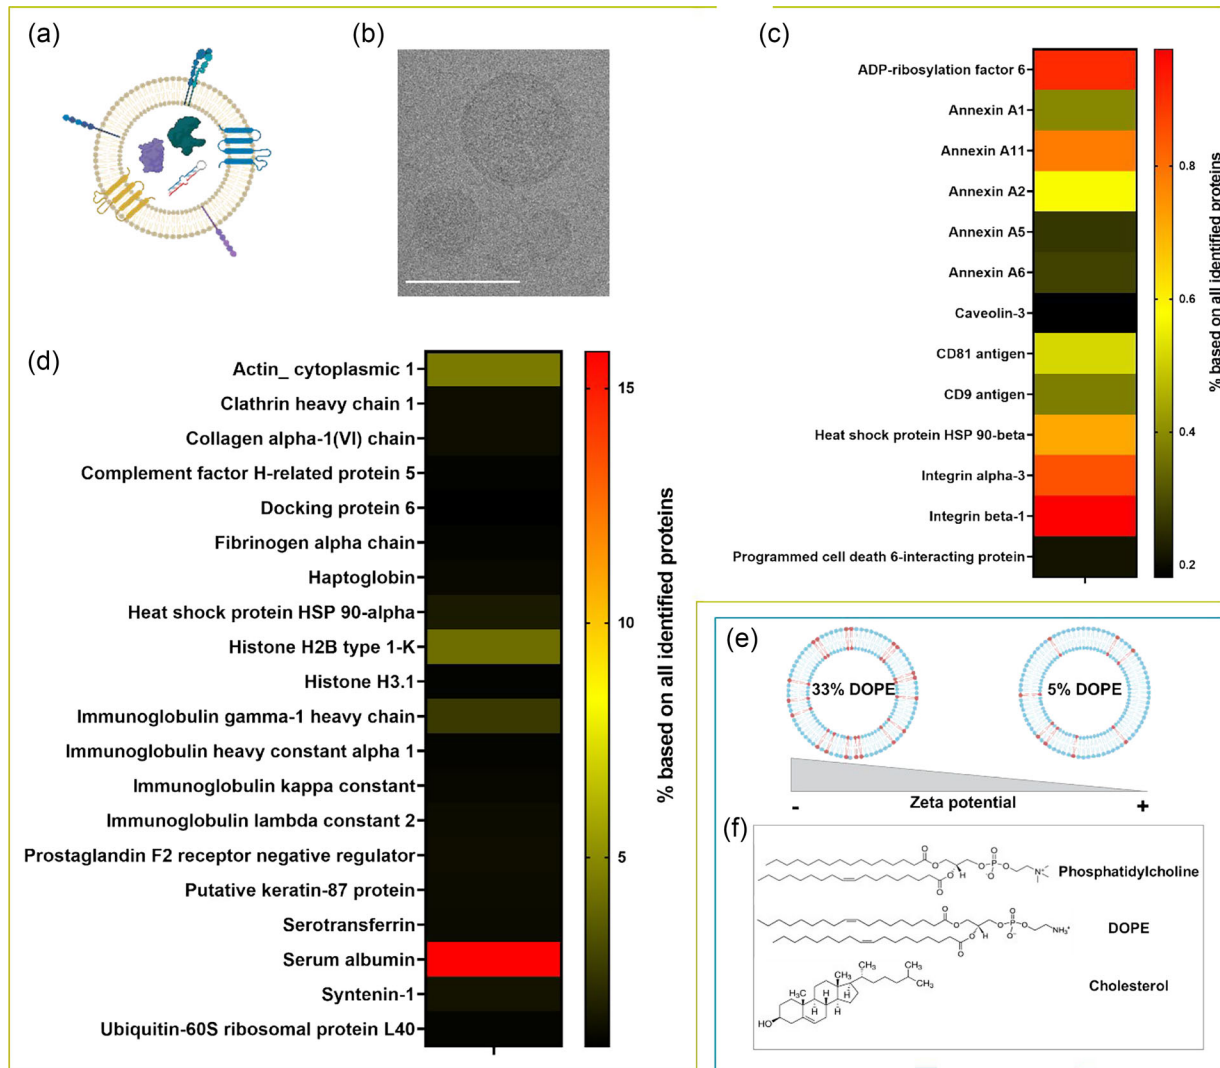 (a)
(b)
(c)
ADP-ribosylation factor 6
Annexin A1
Annexin A11
Annexin A2
Annexin A5
Annexin A6
Caveolin-3
CD81 antigen
CD9 antigen
Heat shock protein HSP 90-beta
Integrin alpha-3
Integrin beta-1
Programmed cell death 6-interacting protein
0.8
0.6
0.4
0.2
% based on all identified proteins
(d)
Actin_ cytoplasmic 1
Clathrin heavy chain 1
Collagen alpha-1(VI) chain
Complement factor H-related protein 5
Docking protein 6
Fibrinogen alpha chain
Haptoglobin
Heat shock protein HSP 90-alpha
Histone H2B type 1-K
Histone H3.1
Immunoglobulin gamma-1 heavy chain
Immunoglobulin heavy constant alpha 1
Immunoglobulin kappa constant
Immunoglobulin lambda constant 2
Prostaglandin F2 receptor negative regulator
Putative keratin-87 protein
Serotransferrin
Serum albumin
Syntenin-1
Ubiquitin-60S ribosomal protein L40
15
10
5
% based on all identified proteins
(e)
33% DOPE
5% DOPE
- Zeta potential +
(f)
O
O
O
O
P
O
O
O⁻
N⁺
H
Phosphatidylcholine
O
O
O
O
P
O
O
O⁻
NH₃⁺
H
DOPE
CH₃
CH₃
CH₃
CH₃
H₃C
H
H
H
H
HO
Cholesterol